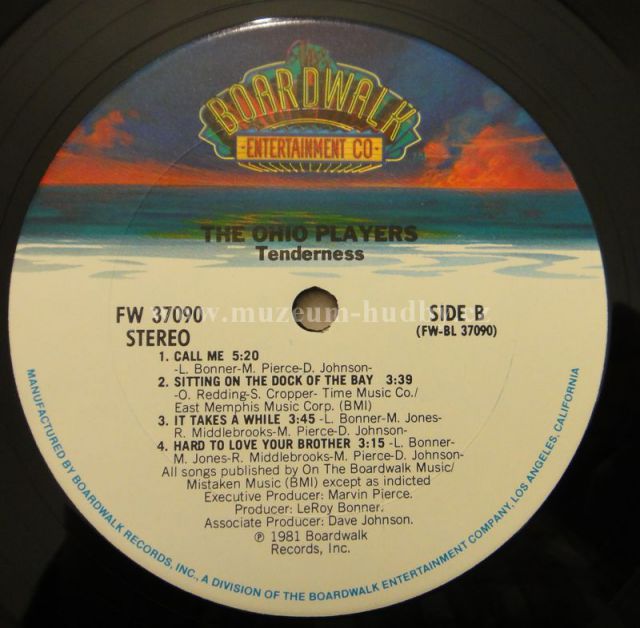 The
BOARDWALK
-ENTERTAINMENT CO-
THE OHIO PLAYERS
Tenderness
www.muzeum-hudby.cz
FW 37090
STEREO
SIDE B
(FW-BL 37090)
1. CALL ME 5:20
-L. Bonner-M. Pierce-D. Johnson-
2. SITTING ON THE DOCK OF THE BAY 3:39
-O. Redding-S. Cropper- Time Music Co./
East Memphis Music Corp. (BMI)
3. IT TAKES A WHILE 3:45 -L. Bonner-M. Jones-
R. Middlebrooks-M. Pierce-D. Johnson-
4. HARD TO LOVE YOUR BROTHER 3:15 -L. Bonner-
M. Jones-R. Middlebrooks-M. Pierce-D. Johnson-
All songs published by On The Boardwalk Music/
Mistaken Music (BMI) except as indicted
Executive Producer: Marvin Pierce.
Producer: LeRoy Bonner.
Associate Producer: Dave Johnson.
℗ 1981 Boardwalk
Records, Inc.
MANUFACTURED BY BOARDWALK RECORDS, INC., A DIVISION OF THE BOARDWALK ENTERTAINMENT COMPANY, LOS ANGELES, CALIFORNIA